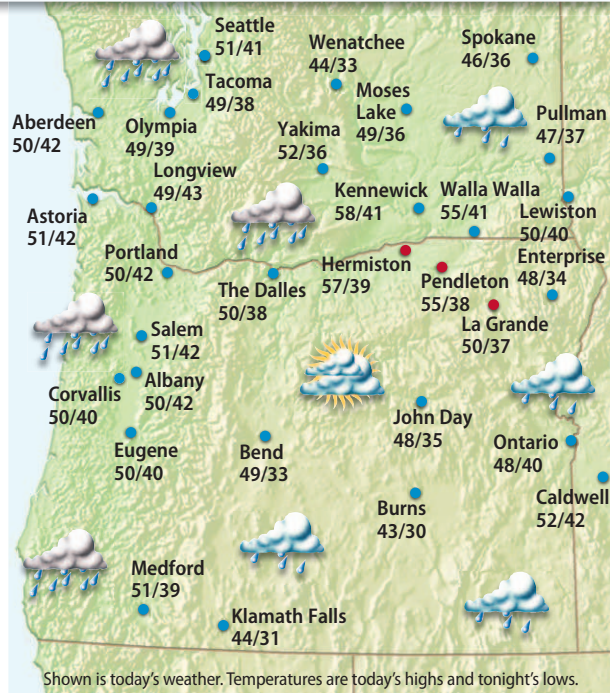 Seattle
51/41
Wenatchee
44/33
Spokane
46/36
Tacoma
49/38
Moses
Lake
49/36
Aberdeen
50/42
Olympia
49/39
Yakima
52/36
Pullman
47/37
Longview
49/43
Kennewick
58/41
Walla Walla
55/41
Lewiston
50/40
Astoria
51/42
Portland
50/42
The Dalles
50/38
Hermiston
57/39
Pendleton
55/38
Enterprise
48/34
La Grande
50/37
Salem
51/42
Corvallis
50/40
Albany
50/42
John Day
48/35
Eugene
50/40
Bend
49/33
Ontario
48/40
Burns
43/30
Caldwell
52/42
Medford
51/39
Klamath Falls
44/31
Shown is today's weather. Temperatures are today's highs and tonight's lows.